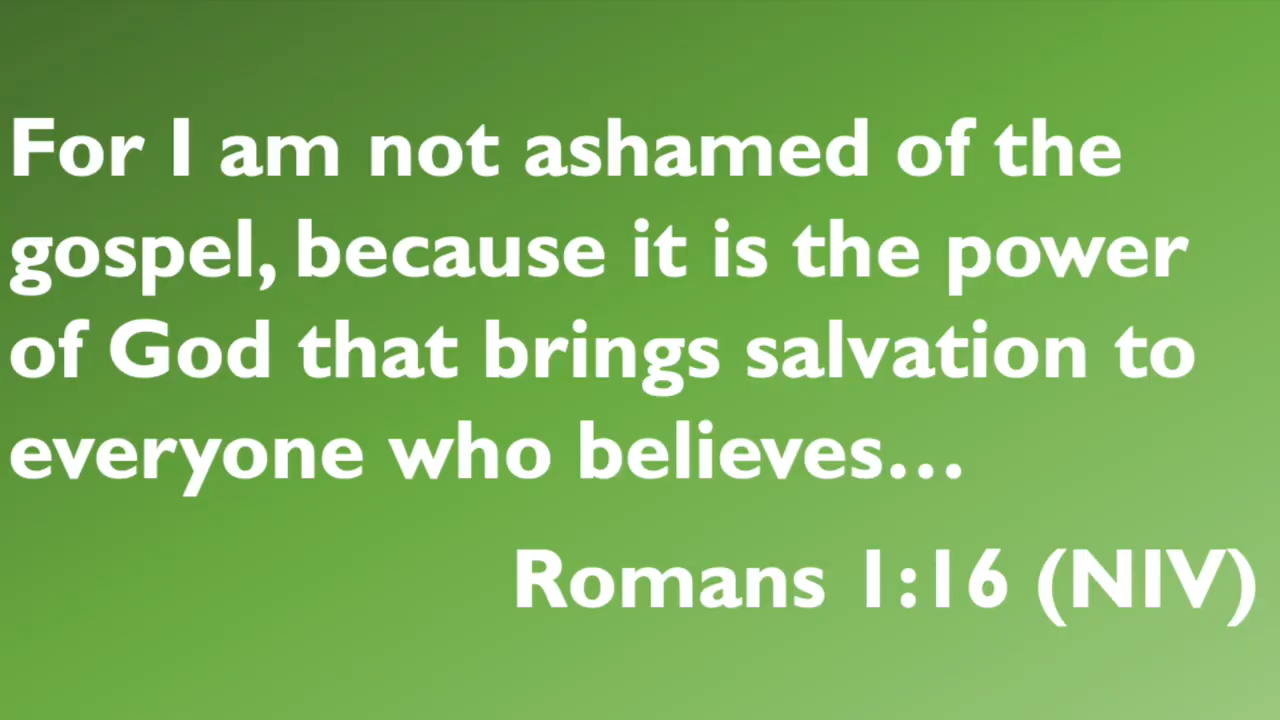 For I am not ashamed of the
gospel, because it is the power
of God that brings salvation to
everyone who believes…
Romans 1:16 (NIV)